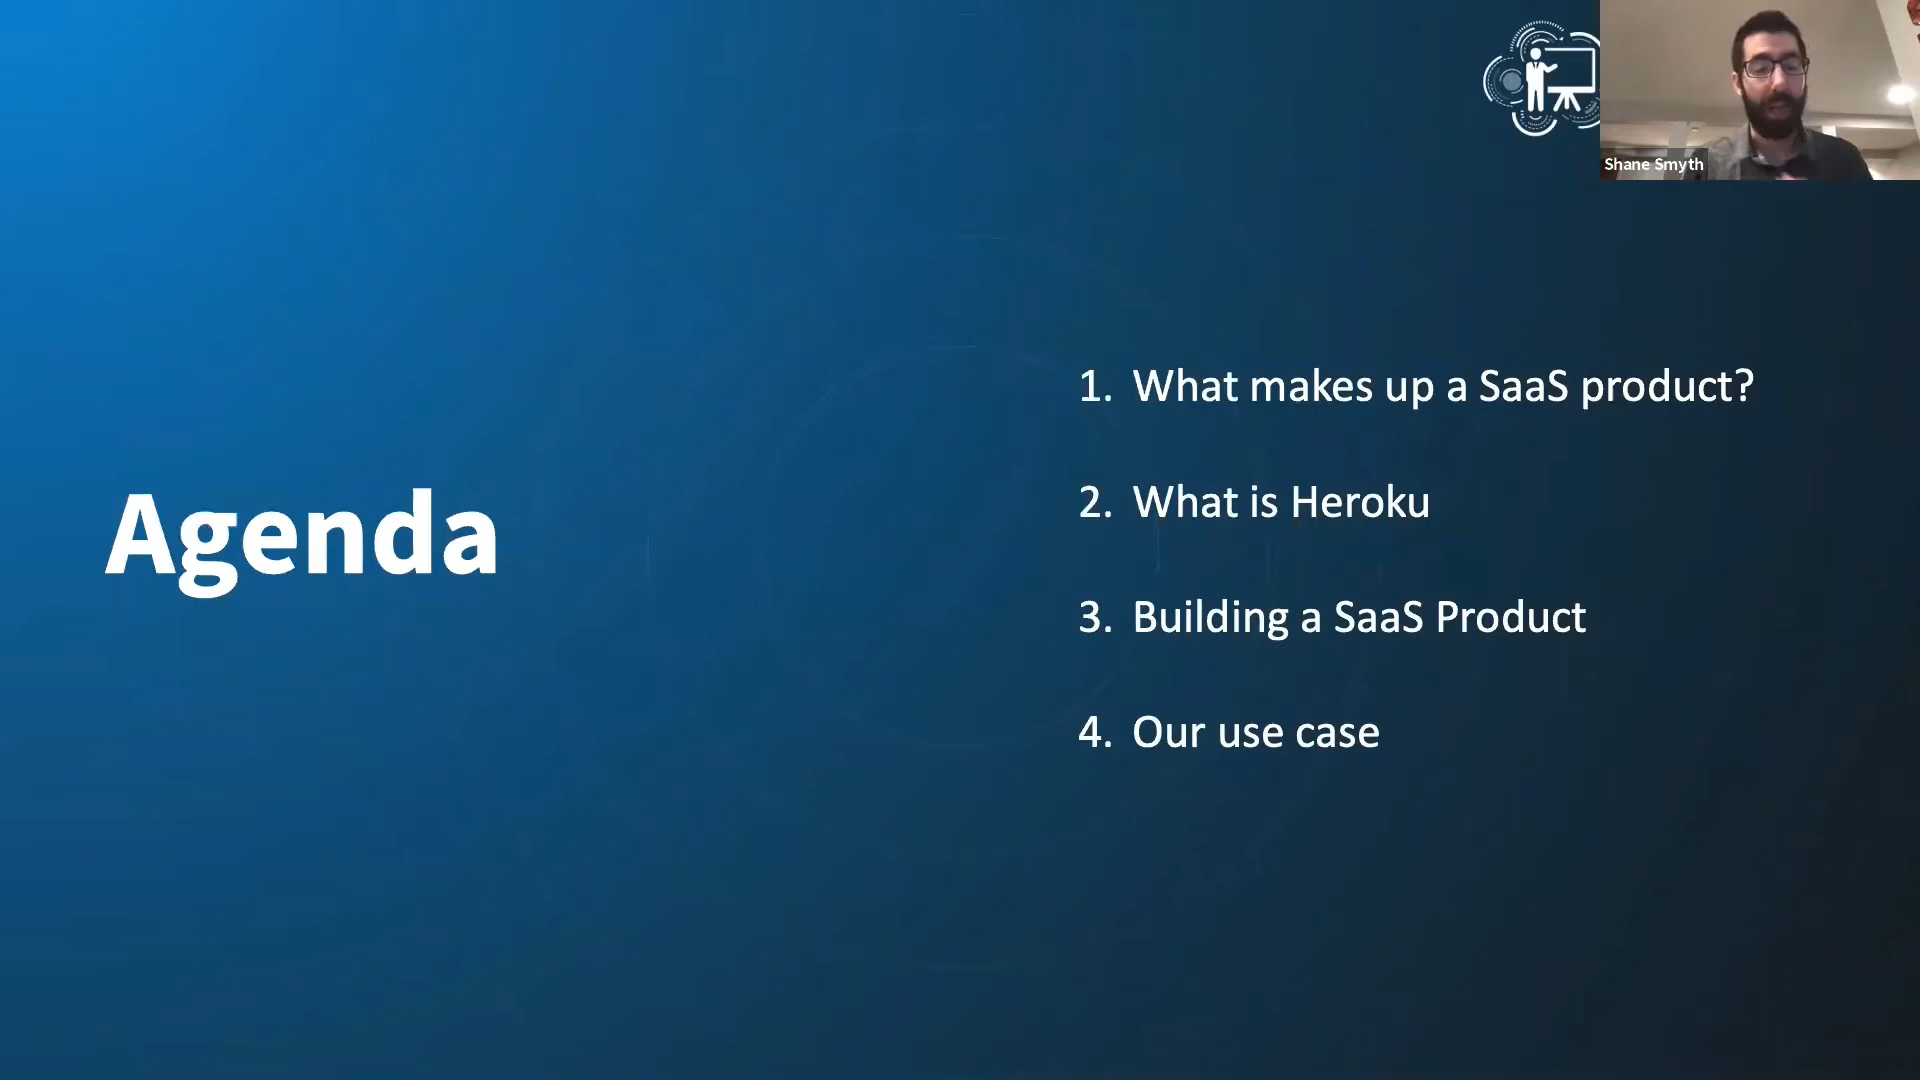 Shane Smyth
Agenda
1. What makes up a SaaS product?
2. What is Heroku
3. Building a SaaS Product
4. Our use case